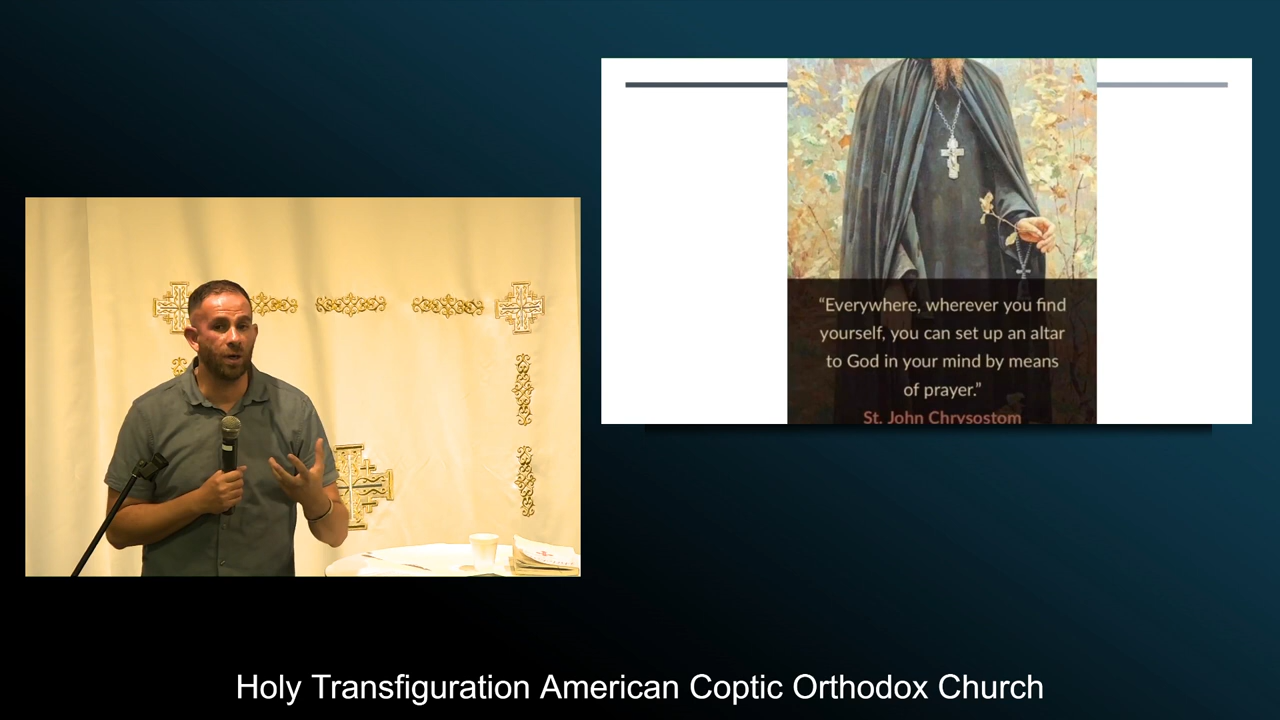 “Everywhere, wherever you find
yourself, you can set up an altar
to God in your mind by means
of prayer.”
St. John Chrysostom
Holy Transfiguration American Coptic Orthodox Church